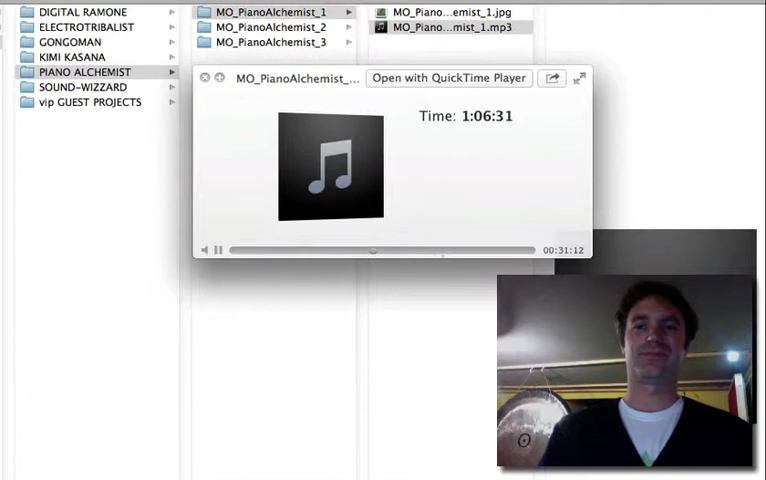 DIGITAL RAMONE
ELECTROTRIBALIST
GONGOMAN
KIMI KASANA
PIANO ALCHEMIST
SOUND-WIZZARD
vip GUEST PROJECTS
MO_PianoAlchemist_1
MO_PianoAlchemist_2
MO_PianoAlchemist_3
MO_Piano...emist_1.jpg
MO_Piano...mist_1.mp3
MO_PianoAlchemist_... Open with QuickTime Player
Time: 1:06:31
00:31:12